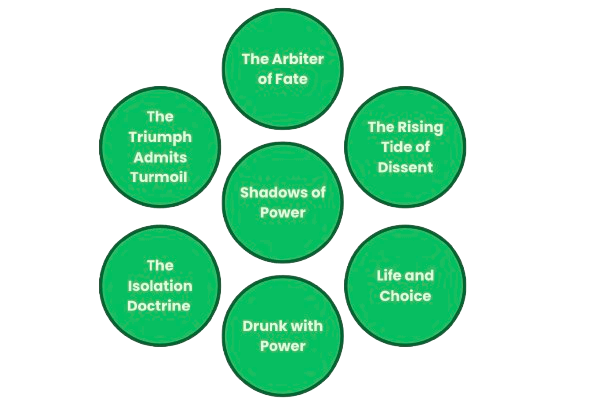 The Arbiter
of Fate
The
Triumph
Admits
Turmoil
The Rising
Tide of
Dissent
Shadows of
Power
The
Isolation
Doctrine
Life and
Choice
Drunk with
Power